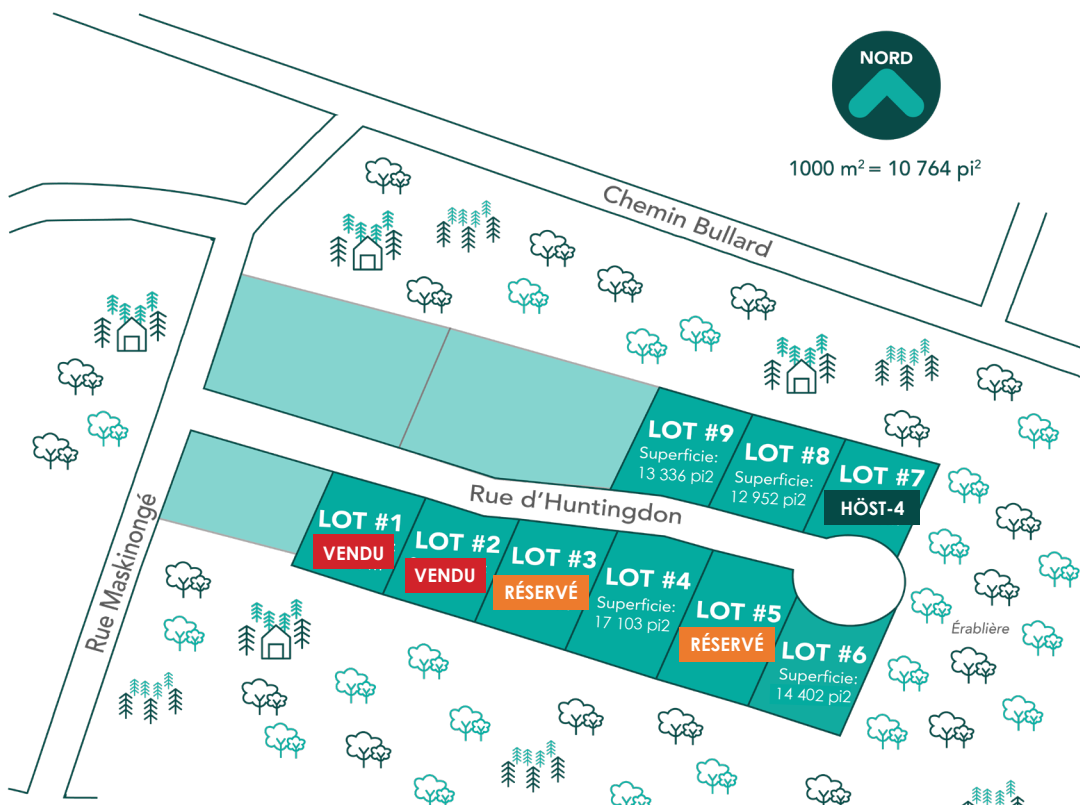 NORD
1000 m² = 10 764 pi²
Chemin Bullard
LOT #9
Superficie:
13 336 pi2
LOT #8
Superficie:
12 952 pi2
LOT #7
HÖST-4
Rue d'Huntingdon
LOT #1
VENDU
LOT #2
VENDU
LOT #3
RÉSERVÉ
LOT #4
Superficie:
17 103 pi2
LOT #5
RÉSERVÉ
LOT #6
Superficie:
14 402 pi2
Érablière
Rue Maskinongé